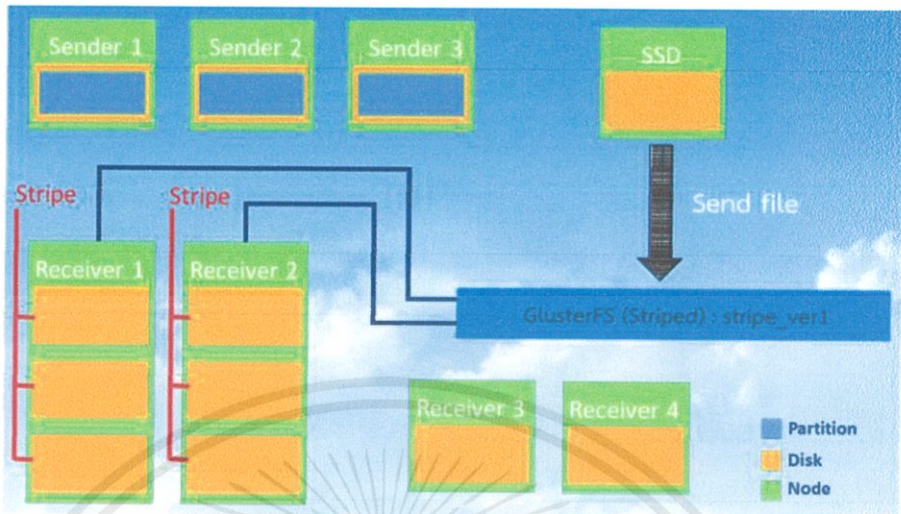 Sender 1
Sender 2
Sender 3
SSD
Stripe
Stripe
Send file
Receiver 1
Receiver 2
GlusterFS (Striped) : stripe_ver1
Receiver 3
Receiver 4
Partition
Disk
Node